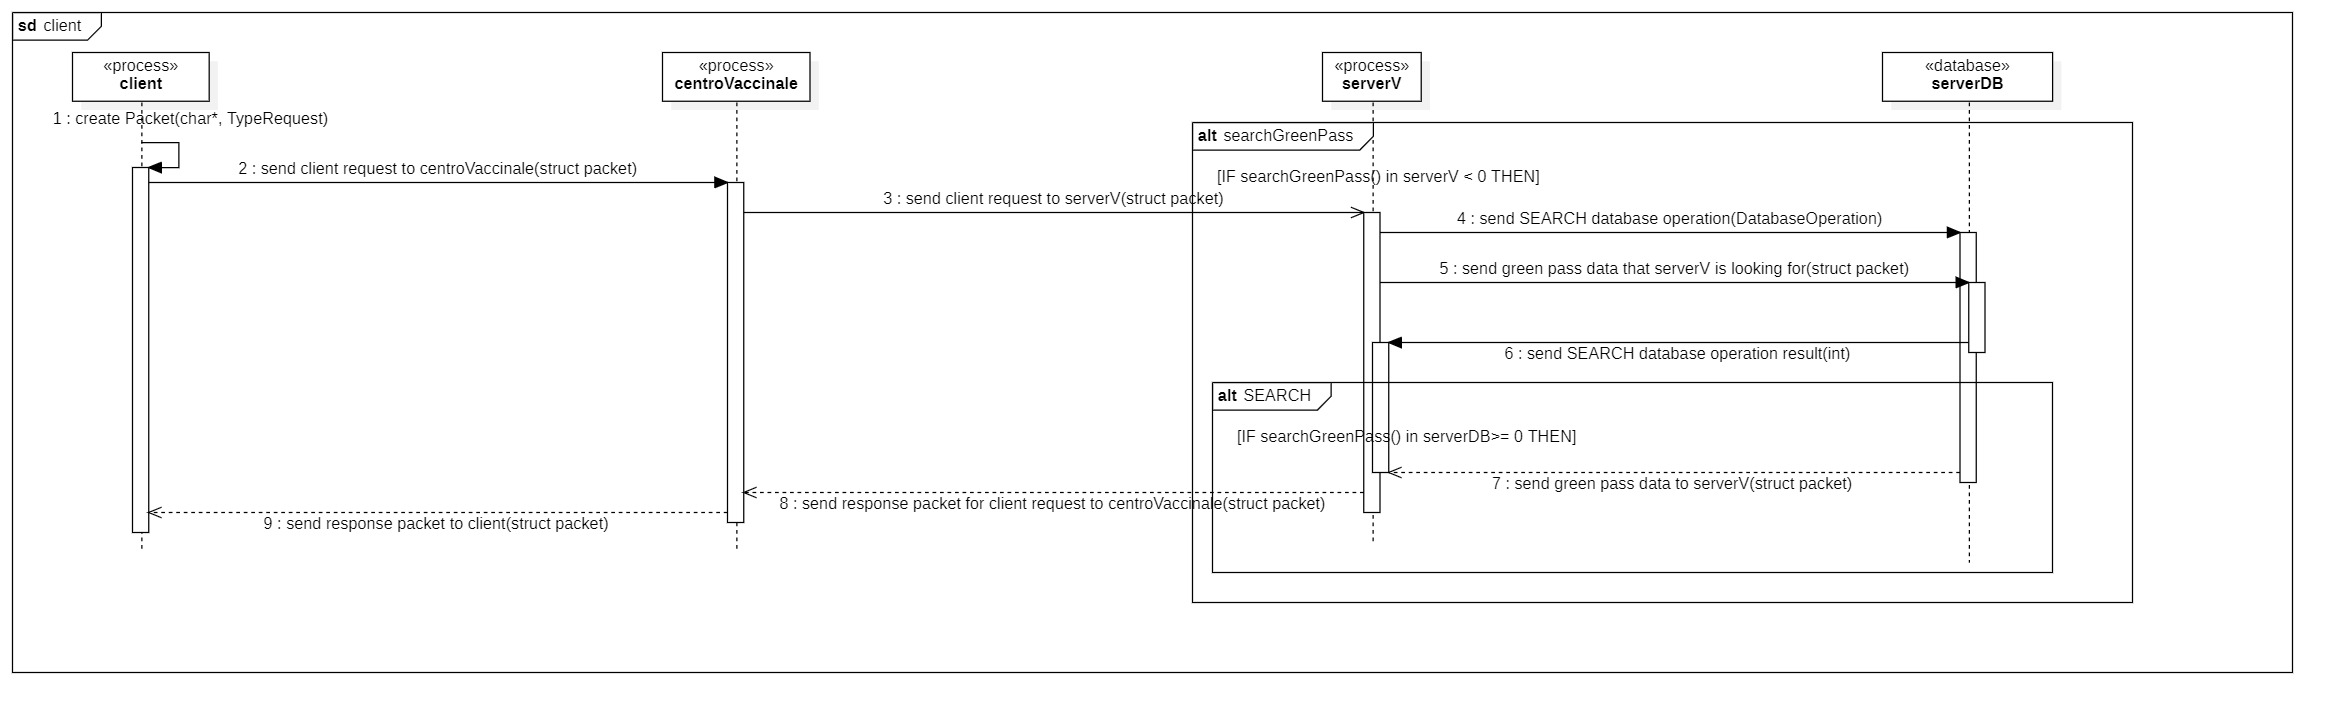 sd client
«process»
client
«process»
centroVaccinale
«process»
serverV
«database»
serverDB
1 : create Packet(char*, TypeRequest)
alt searchGreenPass
2 : send client request to centroVaccinale(struct packet)
[IF searchGreenPass() in serverV < 0 THEN]
3 : send client request to serverV(struct packet)
4 : send SEARCH database operation(DatabaseOperation)
5 : send green pass data that serverV is looking for(struct packet)
6 : send SEARCH database operation result(int)
alt SEARCH
[IF searchGreenPass() in serverDB>= 0 THEN]
7 : send green pass data to serverV(struct packet)
8 : send response packet for client request to centroVaccinale(struct packet)
9 : send response packet to client(struct packet)